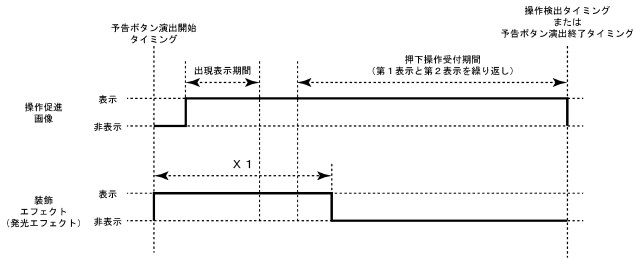 予告ボタン演出開始
タイミング
操作検出タイミング
または
予告ボタン演出終了タイミング
出現表示期間
押下操作受付期間
（第１表示と第２表示を繰り返し）
操作促進
画像
表示
非表示
Ｘ１
装飾
エフェクト
（発光エフェクト）
表示
非表示